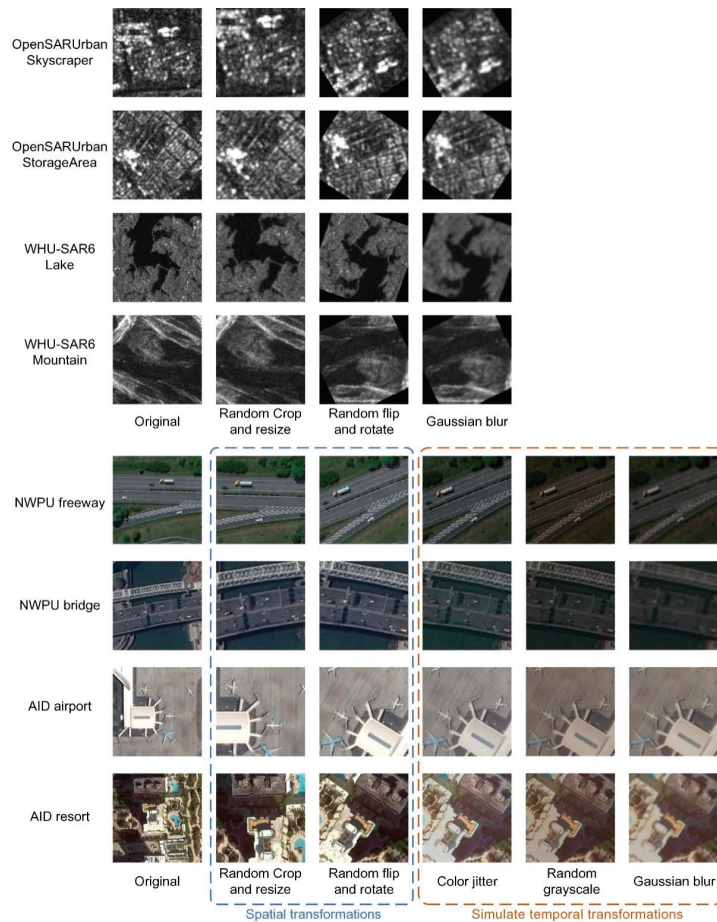 OpenSARUrban
Skyscraper
OpenSARUrban
StorageArea
WHU-SAR6
Lake
WHU-SAR6
Mountain
Original
Random Crop
and resize
Random flip
and rotate
Gaussian blur
NWPU freeway
NWPU bridge
AID airport
AID resort
Original
Random Crop
and resize
Random flip
and rotate
Color jitter
Random
grayscale
Gaussian blur
Spatial transformations
Simulate temporal transformations